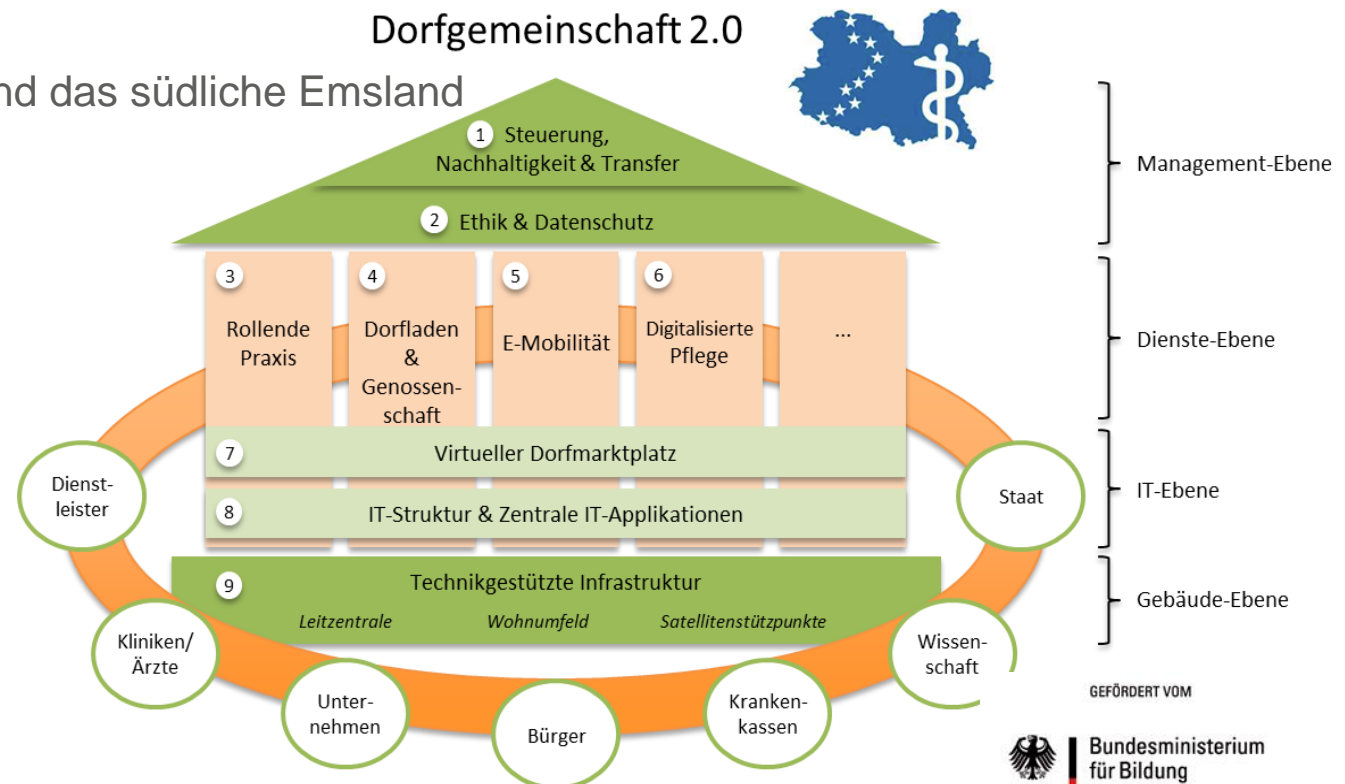 Dorfgemeinschaft 2.0
nd das südliche Emsland
1 Steuerung,
Nachhaltigkeit & Transfer
2 Ethik & Datenschutz
Management-Ebene
3
Rollende
Praxis
4
Dorfladen
&
Genossen-
schaft
5
E-Mobilität
6
Digitalisierte
Pflege
...
Dienste-Ebene
7 Virtueller Dorfmarktplatz
8 IT-Struktur & Zentrale IT-Applikationen
IT-Ebene
9 Technikgestützte Infrastruktur
Leitzentrale Wohnumfeld Satellitenstützpunkte
Gebäude-Ebene
Dienst-
leister
Kliniken/
Ärzte
Unter-
nehmen
Bürger
Kranken-
kassen
Wissen-
schaft
Staat
GEFÖRDERT VOM
Bundesministerium
für Bildung